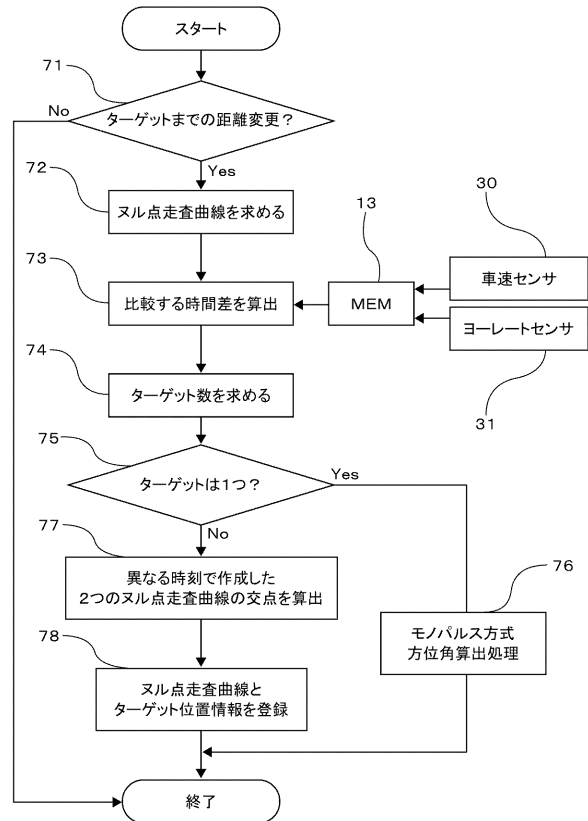 スタート
71
ターゲットまでの距離変更?
No
Yes
72
ヌル点走査曲線を求める
13
30
73
比較する時間差を算出
MEM
車速センサ
ヨーレートセンサ
31
74
ターゲット数を求める
75
ターゲットは1つ?
Yes
No
77
異なる時刻で作成した
2つのヌル点走査曲線の交点を算出
76
モノパルス方式
方位角算出処理
78
ヌル点走査曲線と
ターゲット位置情報を登録
終了